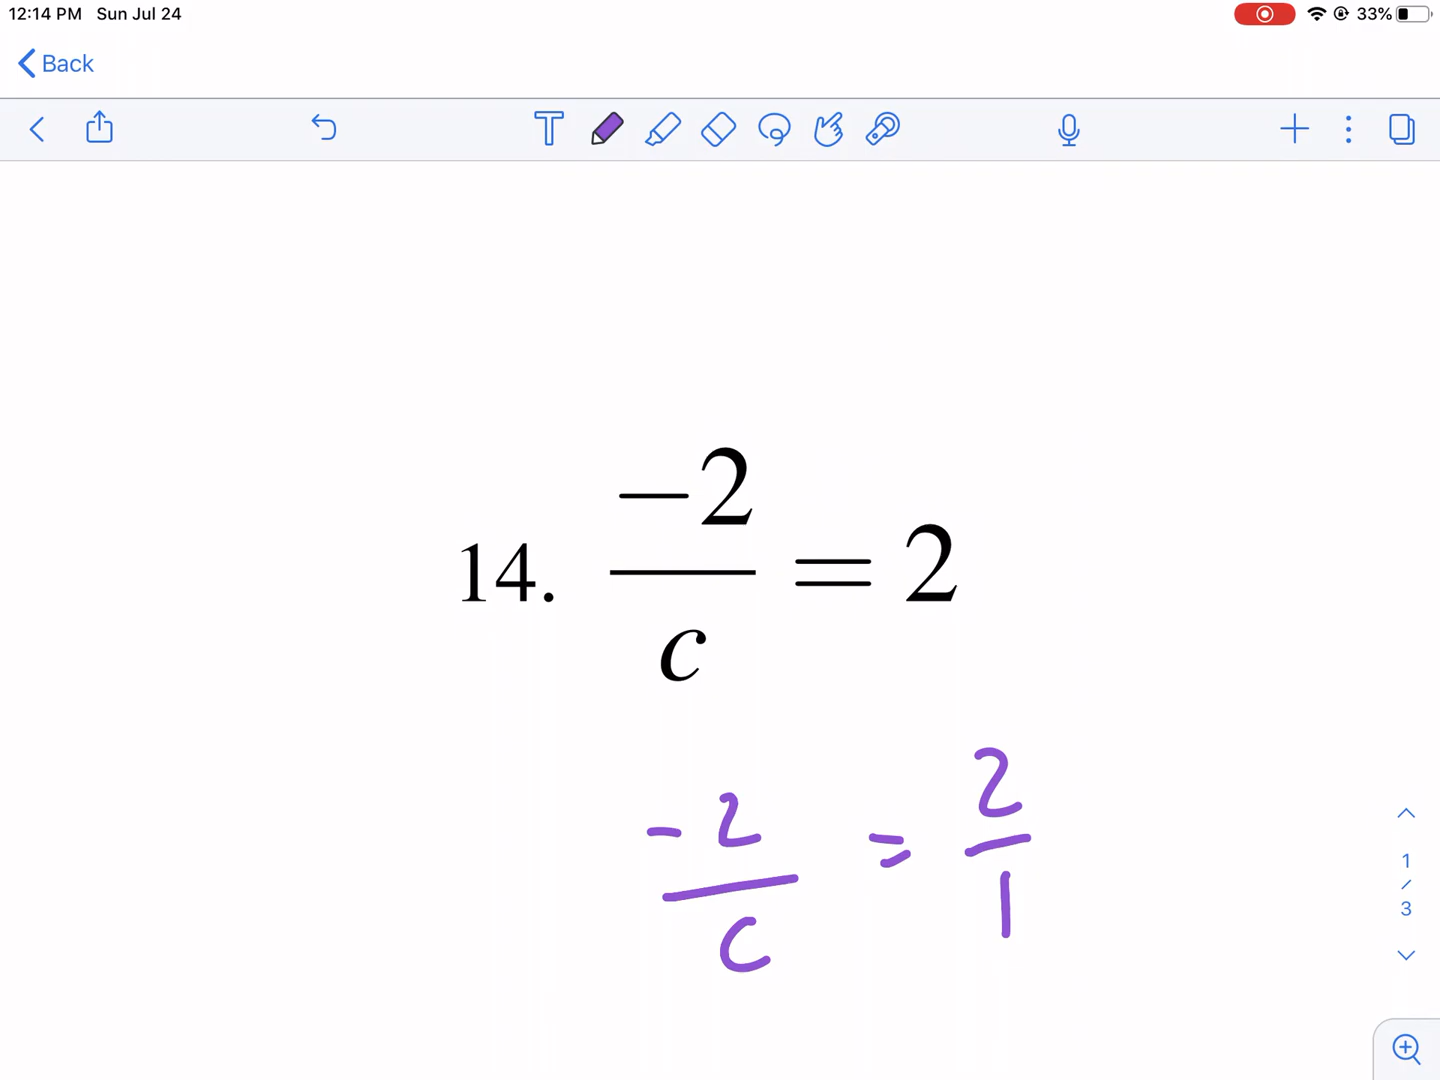 12:14 PM Sun Jul 24 33%
Back
14. −2/c = 2
-2/c = 2/1
1
/
3